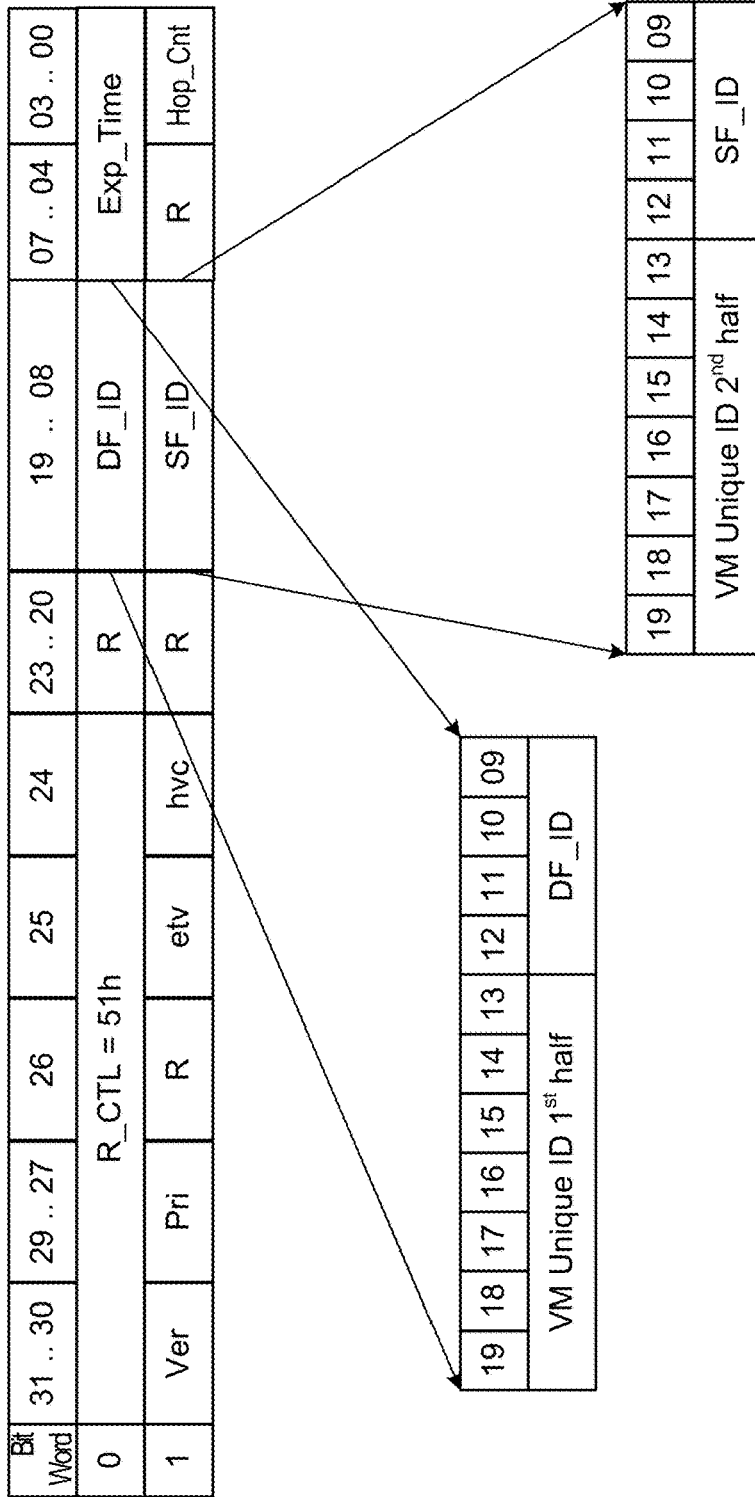 Bit Word 31 .. 30 29 .. 27 26 25 24 23 .. 20 19 .. 08 07 .. 04 03 .. 00
0 R_CTL = 51h R DF_ID Exp_Time
1 Ver Pri R etv hvc R SF_ID R Hop_Cnt
19 18 17 16 15 14 13 12 11 10 09
VM Unique ID 1st half DF_ID
19 18 17 16 15 14 13 12 11 10 09
VM Unique ID 2nd half SF_ID